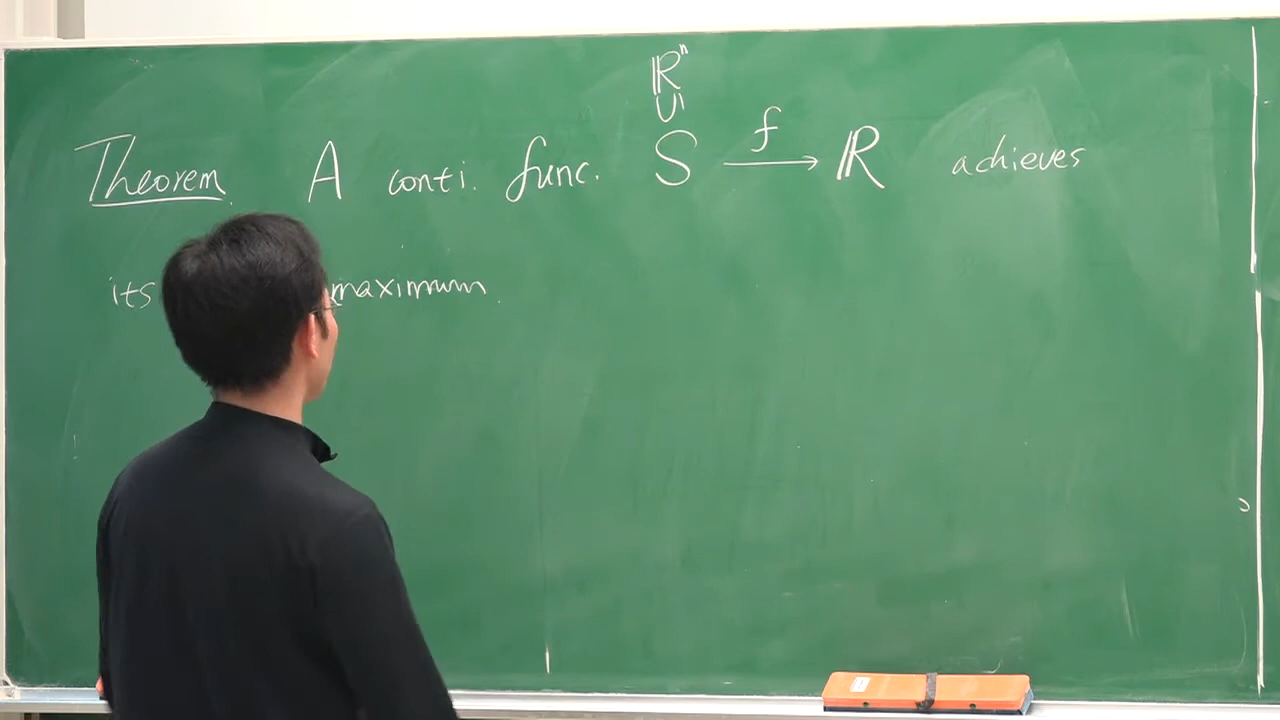 ℝⁿ
∪ı
Theorem. A conti. func. S ⟶ ℝ achieves
f
its maximum.